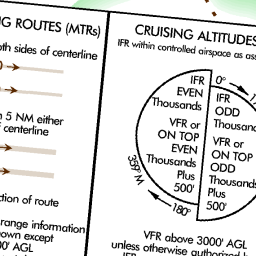 NG ROUTES (MTRs)
oth sides of centerline
5 NM either
centerline
ction of route
range information
own except
00' AGL
CRUISING ALTITUDES
IFR within controlled airspace as ass
IFR
EVEN
Thousands
VFR or
ON TOP
EVEN
Thousands
Plus
500'
0°
IFR
ODD
Thousand
VFR or
ON TOP
ODD
Thousands
Plus
500'
359° W
180°
VFR above 3000' AGL
unless otherwise authorized b